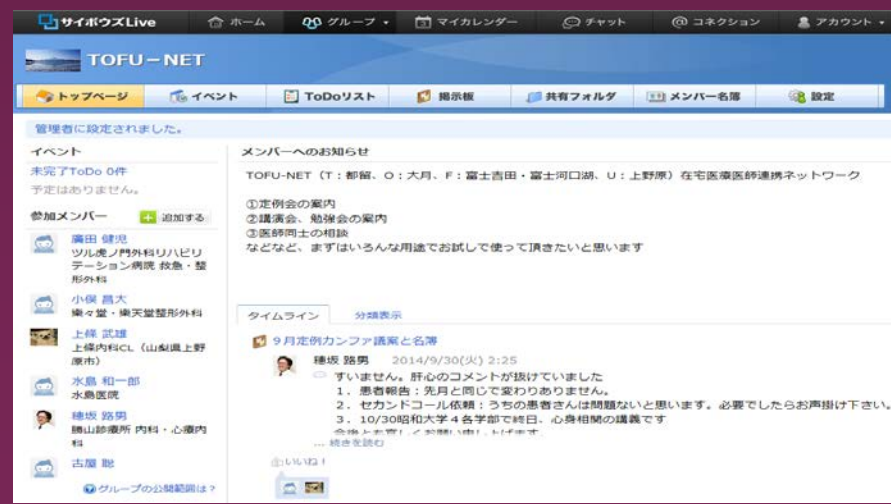 サイボウズLive
ホーム
グループ
マイカレンダー
チャット
コネクション
アカウント
TOFU-NET
トップページ
イベント
ToDoリスト
掲示板
共有フォルダ
メンバー名簿
設定
管理者に設定されました。
イベント
未完了ToDo 0件
予定はありません。
参加メンバー
追加する
廣田 健児
ツル虎ノ門外科リハビリ
テーション病院 救急・整
形外科
小俣 昌大
樂々堂・樂天堂整形外科
上條 武雄
上條内科CL(山梨県上野
原市)
水島 和一郎
水島医院
穂坂 路男
勝山診療所 内科・心療内
科
古屋 聡
グループの公開範囲は?
メンバーへのお知らせ
TOFU-NET(T:都留、O:大月、F:富士吉田・富士河口湖、U:上野原)在宅医療医師連携ネットワーク
①定例会の案内
②講演会、勉強会の案内
③医師同士の相談
などなど、まずはいろんな用途でお試しで使って頂きたいと思います
タイムライン
分類表示
9月定例カンファ議案と名簿
穂坂 路男 2014/9/30(火) 2:25
すいません。肝心のコメントが抜けていました
1.患者報告:先月と同じで変わりありません。
2.セカンドコール依頼:うちの患者さんは問題ないと思います。必要でしたらお声掛け下さい。
3.10/30昭和大学4各学部で終日、心身相関の講義です
今後とも宜しくお願い申し上げます。
... 続きを読む
いいね!